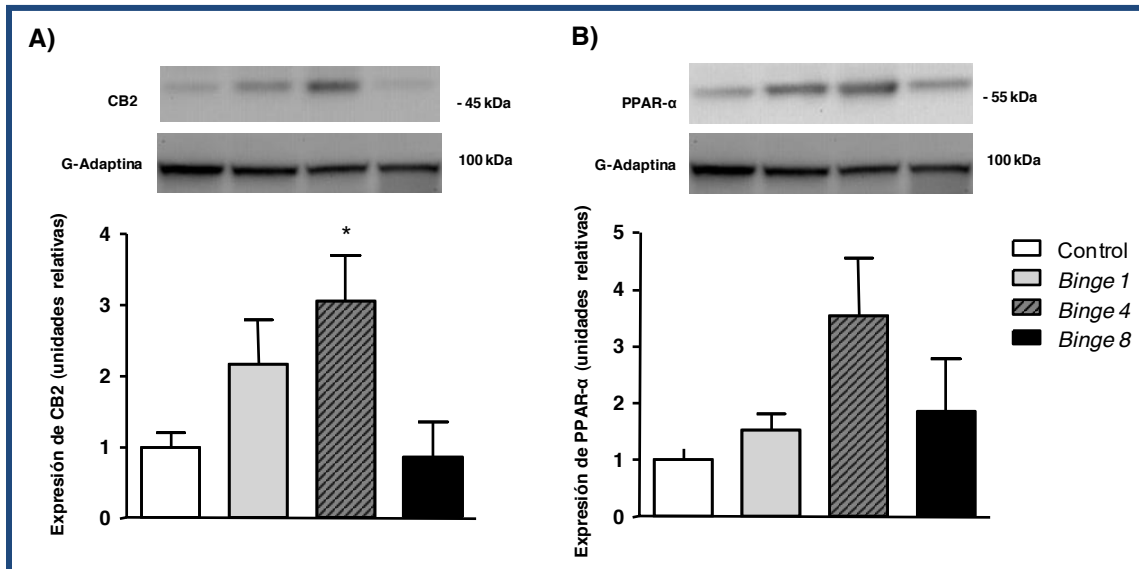 A)
CB2
- 45 kDa
G-Adaptina
100 kDa
Expresión de CB2 (unidades relativas)
4
3
2
1
0
*
B)
PPAR-α
- 55 kDa
G-Adaptina
100 kDa
Expresión de PPAR-α (unidades relativas)
5
4
3
2
1
0
Control
Binge 1
Binge 4
Binge 8